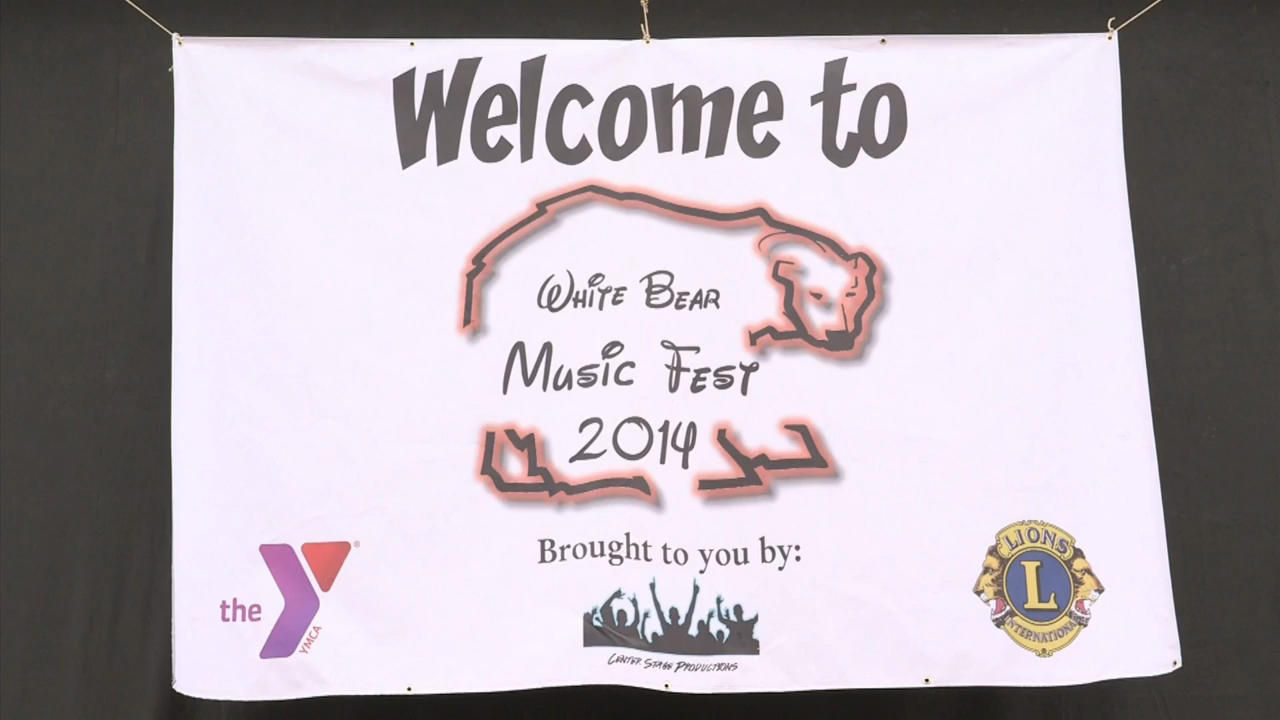 Welcome to
White Bear
Music Fest
2014
Brought to you by:
the
YMCA
®
CENTER STAGE PRODUCTIONS
LIONS
L
INTERNATIONAL